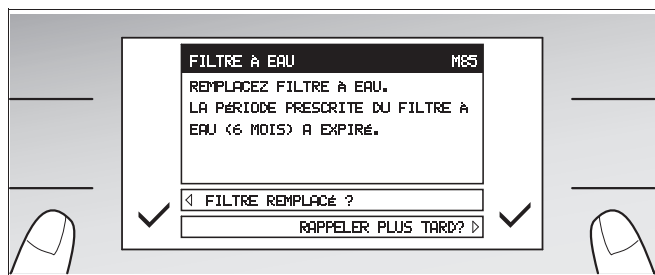 FILTRE À EAU M85
REMPLACEZ FILTRE À EAU.
LA PÉRIODE PRESCRITE DU FILTRE À
EAU (6 MOIS) A EXPIRÉ.
◁ FILTRE REMPLACÉ ?
RAPPELER PLUS TARD? ▷